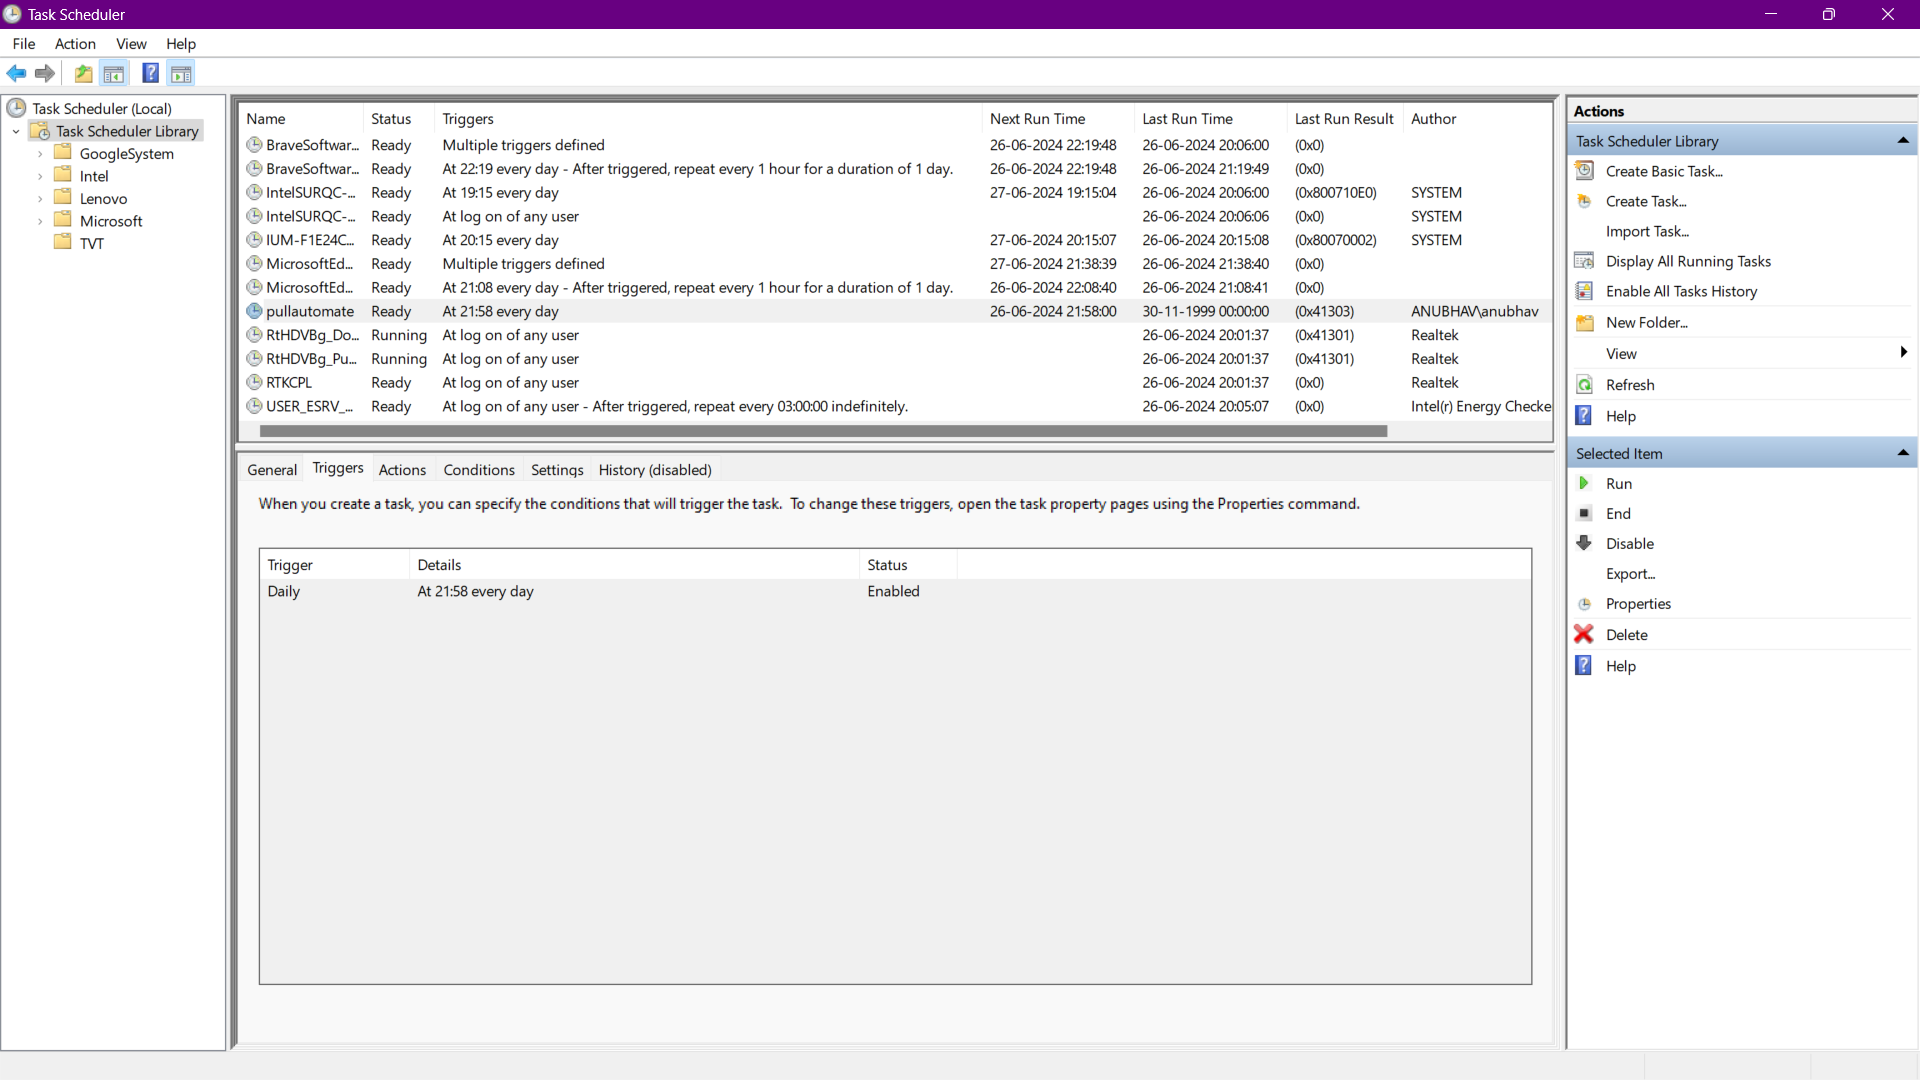 Task Scheduler
File Action View Help
Task Scheduler (Local)
Task Scheduler Library
GoogleSystem
Intel
Lenovo
Microsoft
TVT
Name Status Triggers Next Run Time Last Run Time Last Run Result Author
BraveSoftwar... Ready Multiple triggers defined 26-06-2024 22:19:48 26-06-2024 20:06:00 (0x0)
BraveSoftwar... Ready At 22:19 every day - After triggered, repeat every 1 hour for a duration of 1 day. 26-06-2024 22:19:48 26-06-2024 21:19:49 (0x0)
IntelSURQC-... Ready At 19:15 every day 27-06-2024 19:15:04 26-06-2024 20:06:00 (0x800710E0) SYSTEM
IntelSURQC-... Ready At log on of any user 26-06-2024 20:06:06 (0x0) SYSTEM
IUM-F1E24C... Ready At 20:15 every day 27-06-2024 20:15:07 26-06-2024 20:15:08 (0x80070002) SYSTEM
MicrosoftEd... Ready Multiple triggers defined 27-06-2024 21:38:39 26-06-2024 21:38:40 (0x0)
MicrosoftEd... Ready At 21:08 every day - After triggered, repeat every 1 hour for a duration of 1 day. 26-06-2024 22:08:40 26-06-2024 21:08:41 (0x0)
pullautomate Ready At 21:58 every day 26-06-2024 21:58:00 30-11-1999 00:00:00 (0x41303) ANUBHAV\anubhav
RtHDVBg_Do... Running At log on of any user 26-06-2024 20:01:37 (0x41301) Realtek
RtHDVBg_Pu... Running At log on of any user 26-06-2024 20:01:37 (0x41301) Realtek
RTKCPL Ready At log on of any user 26-06-2024 20:01:37 (0x0) Realtek
USER_ESRV_... Ready At log on of any user - After triggered, repeat every 03:00:00 indefinitely. 26-06-2024 20:05:07 (0x0) Intel(r) Energy Checke
General Triggers Actions Conditions Settings History (disabled)
When you create a task, you can specify the conditions that will trigger the task. To change these triggers, open the task property pages using the Properties command.
Trigger Details Status
Daily At 21:58 every day Enabled
Actions
Task Scheduler Library
Create Basic Task...
Create Task...
Import Task...
Display All Running Tasks
Enable All Tasks History
New Folder...
View
Refresh
Help
Selected Item
Run
End
Disable
Export...
Properties
Delete
Help